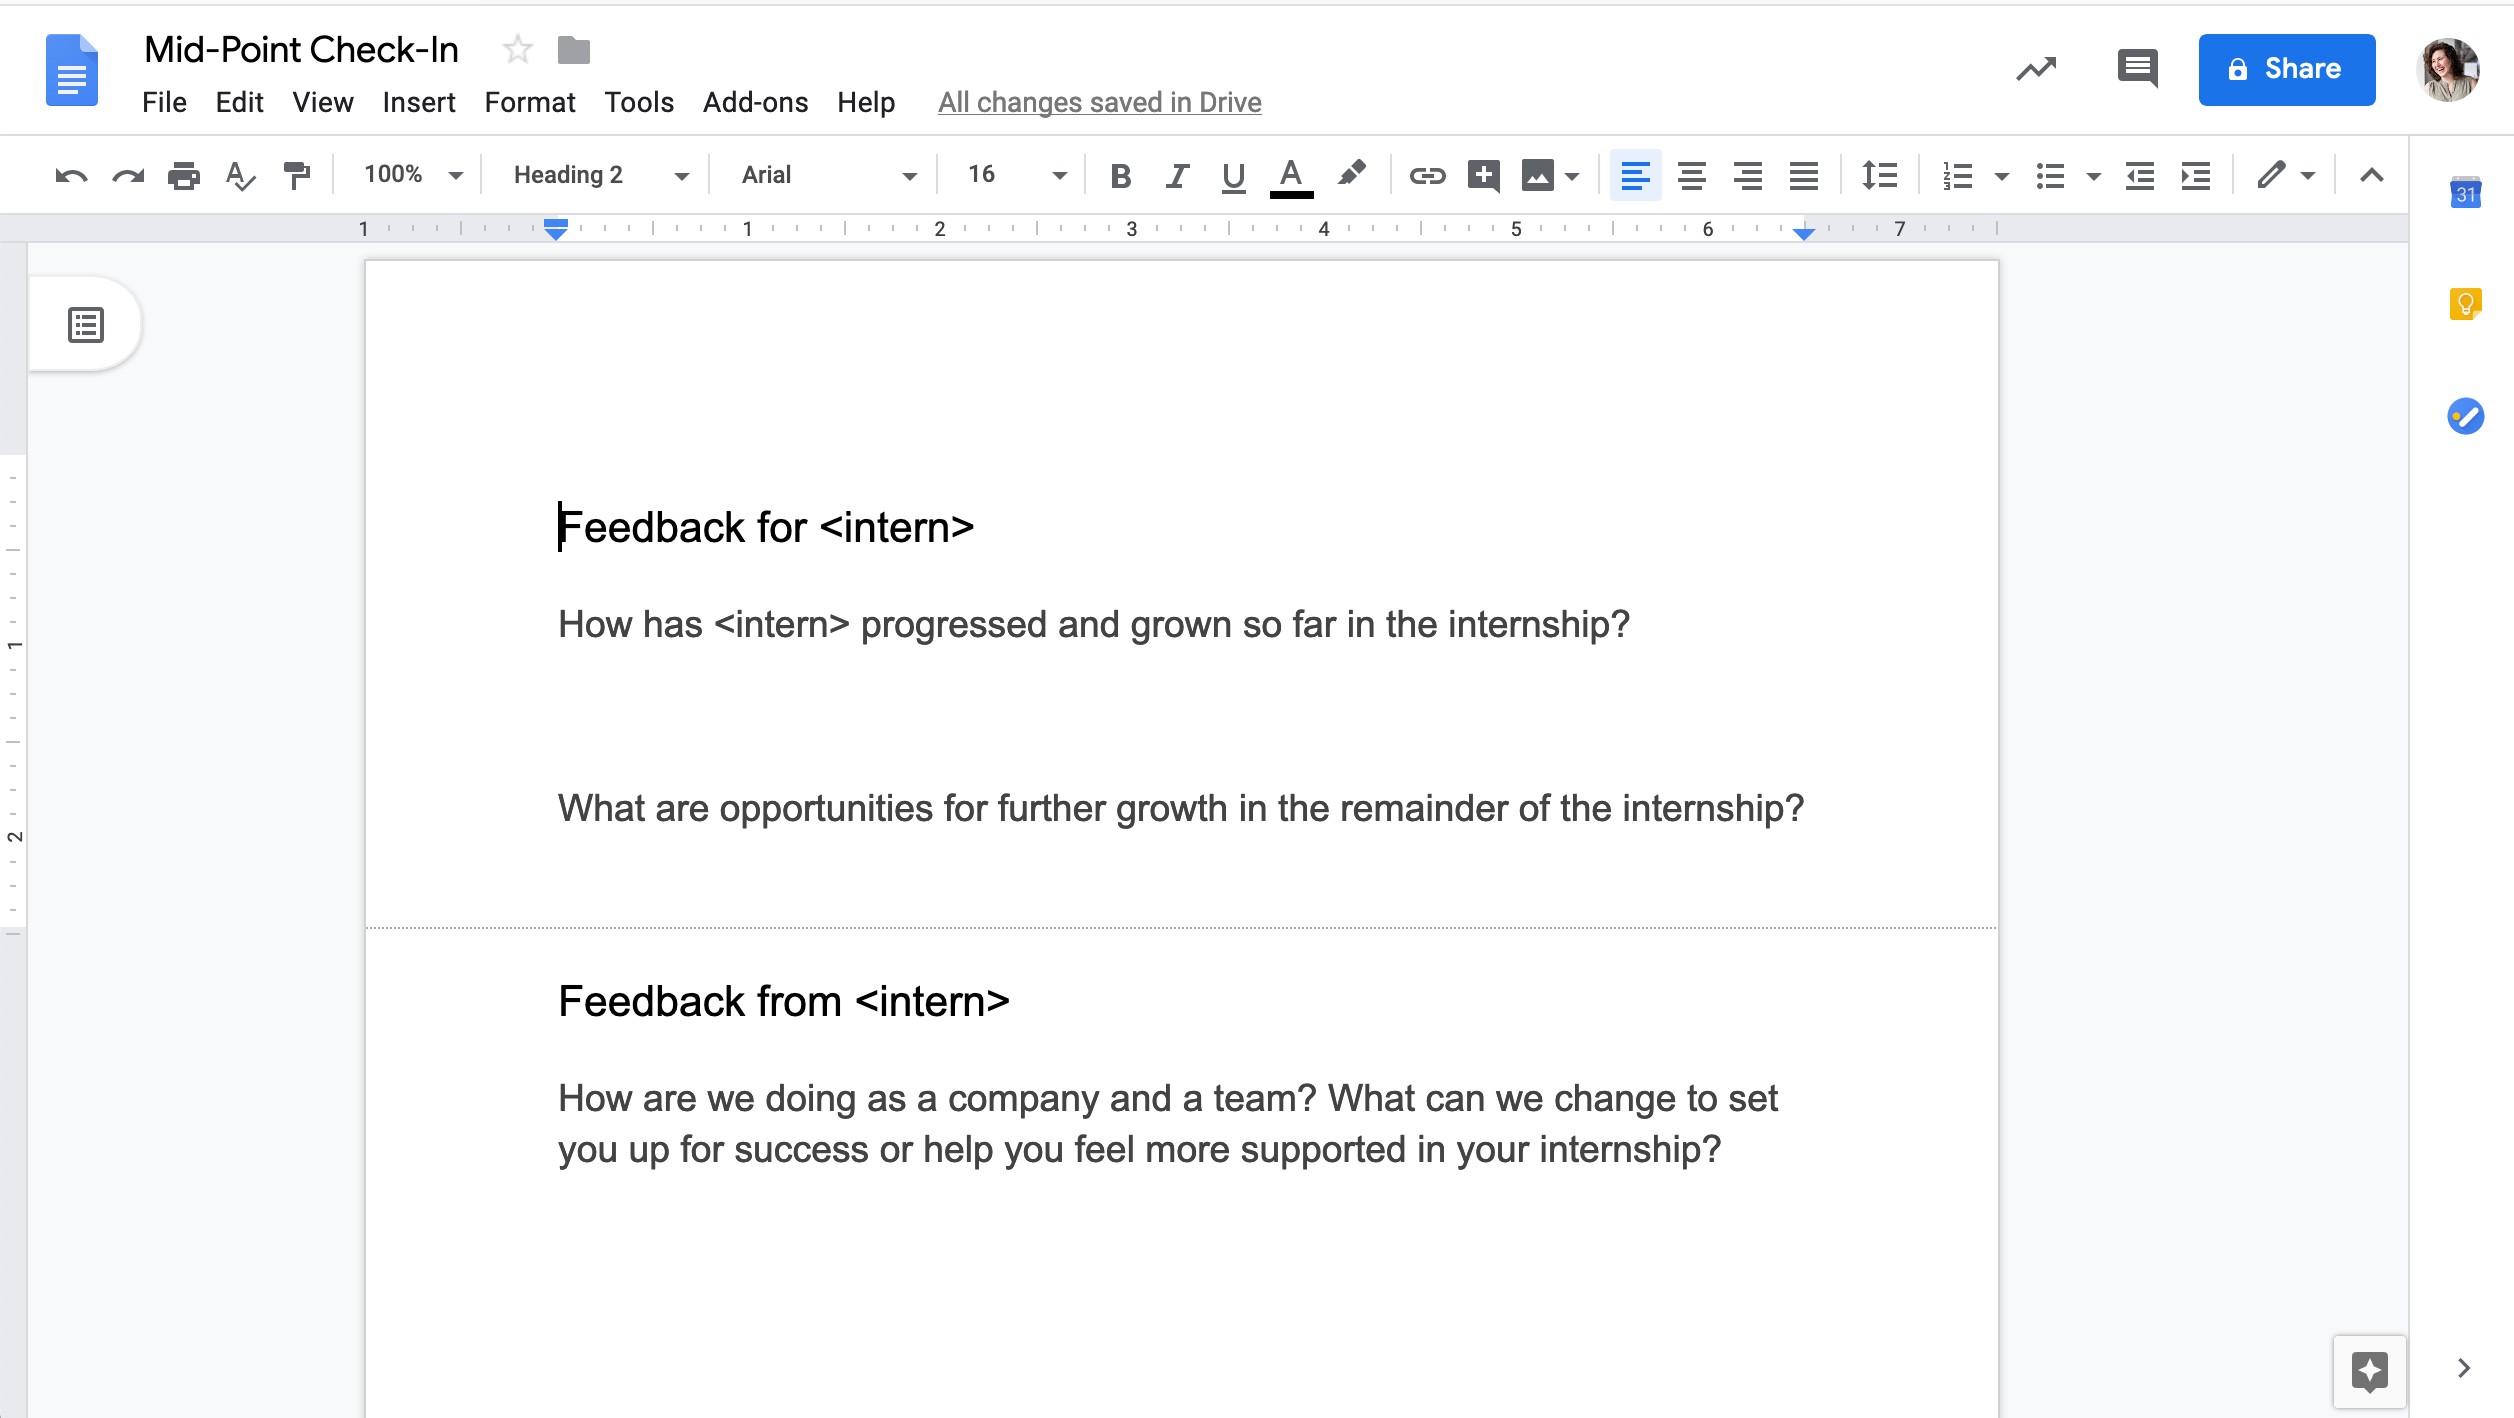 Mid-Point Check-In
Share
File Edit View Insert Format Tools Add-ons Help All changes saved in Drive
100% Heading 2 Arial 16 B I U A
31
1 1 2 3 4 5 6 7
Feedback for <intern>
How has <intern> progressed and grown so far in the internship?
1
What are opportunities for further growth in the remainder of the internship?
2
Feedback from <intern>
How are we doing as a company and a team? What can we change to set
you up for success or help you feel more supported in your internship?